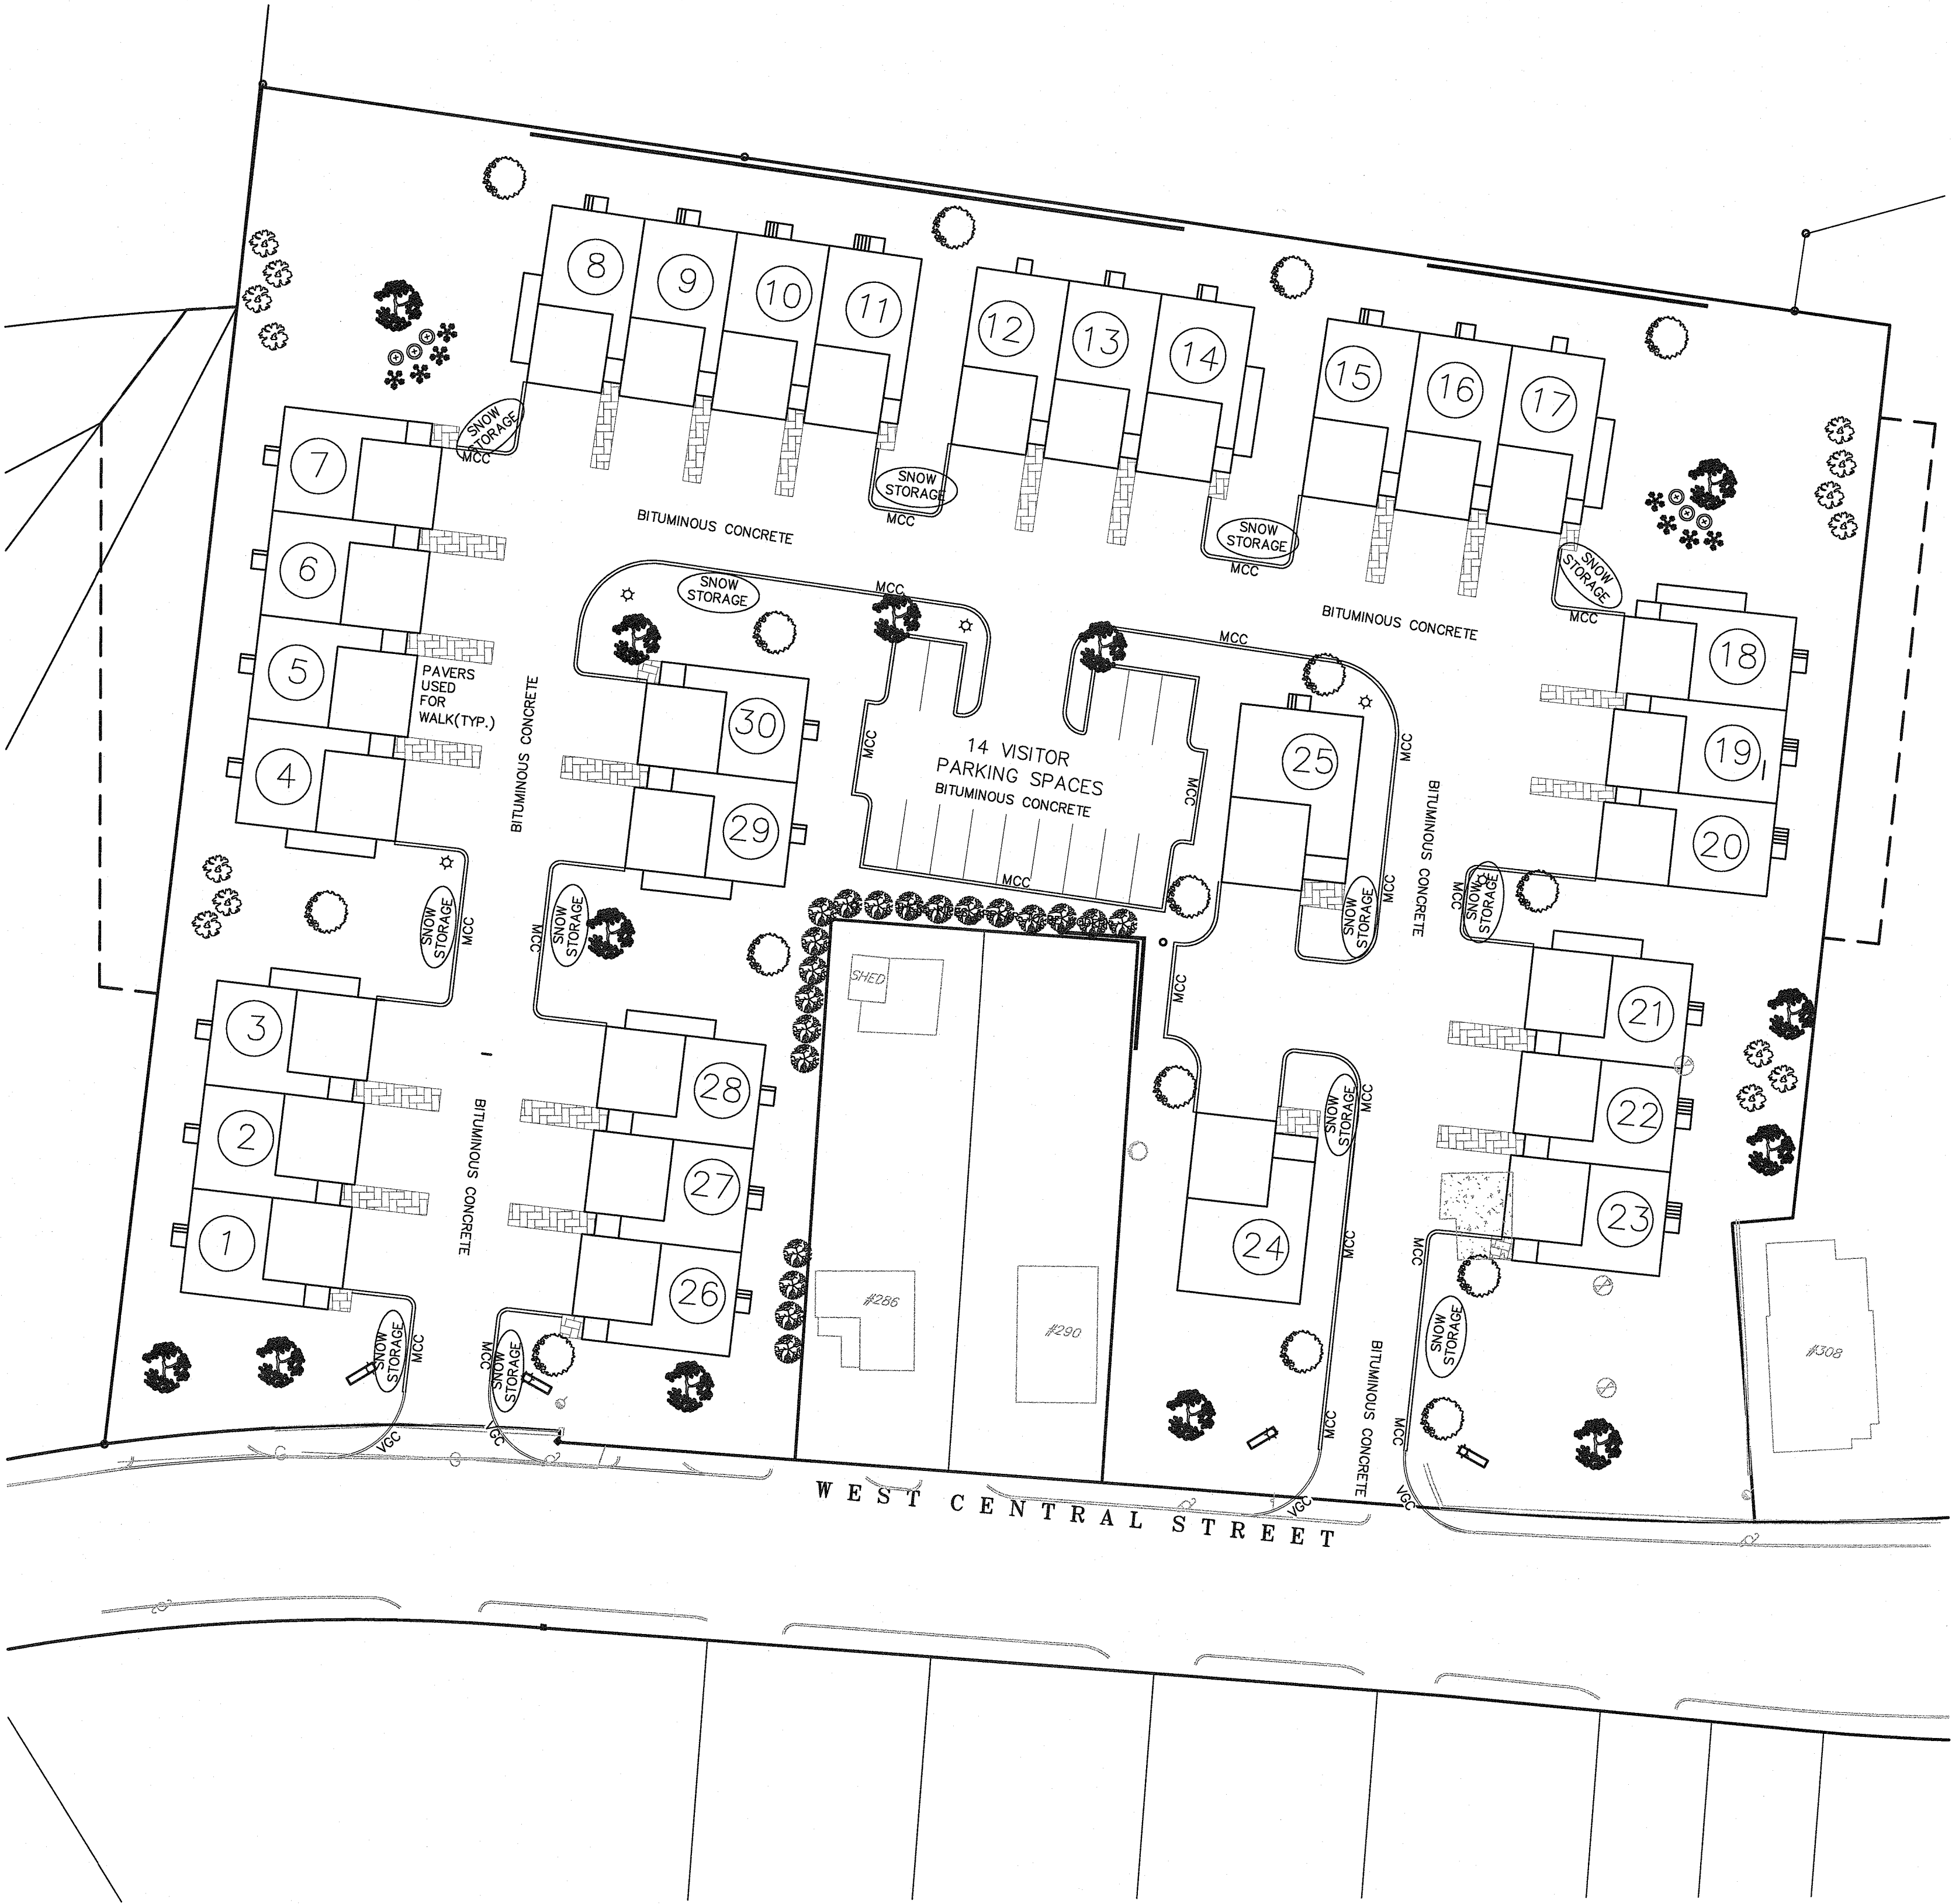 8
9
10
11
12
13
14
15
16
17
SNOW
STORAGE
MCC
SNOW
STORAGE
MCC
SNOW
STORAGE
MCC
SNOW
STORAGE
MCC
BITUMINOUS CONCRETE
BITUMINOUS CONCRETE
7
6
5
4
PAVERS
USED
FOR
WALK(TYP.)
BITUMINOUS CONCRETE
SNOW
STORAGE
MCC
MCC
30
29
MCC
14 VISITOR
PARKING SPACES
BITUMINOUS CONCRETE
MCC
MCC
25
MCC
MCC
BITUMINOUS CONCRETE
18
19
20
SNOW
STORAGE
MCC
SNOW
STORAGE
MCC
SNOW
STORAGE
MCC
SNOW
STORAGE
MCC
SHED
MCC
3
2
1
BITUMINOUS CONCRETE
28
27
26
SNOW
STORAGE
MCC
24
MCC
21
22
23
MCC
SNOW
STORAGE
#286
#290
#308
SNOW
STORAGE
MCC
SNOW
STORAGE
MCC
MCC
BITUMINOUS CONCRETE
MCC
VGC
VGC
VGC
VGC
WEST CENTRAL STREET